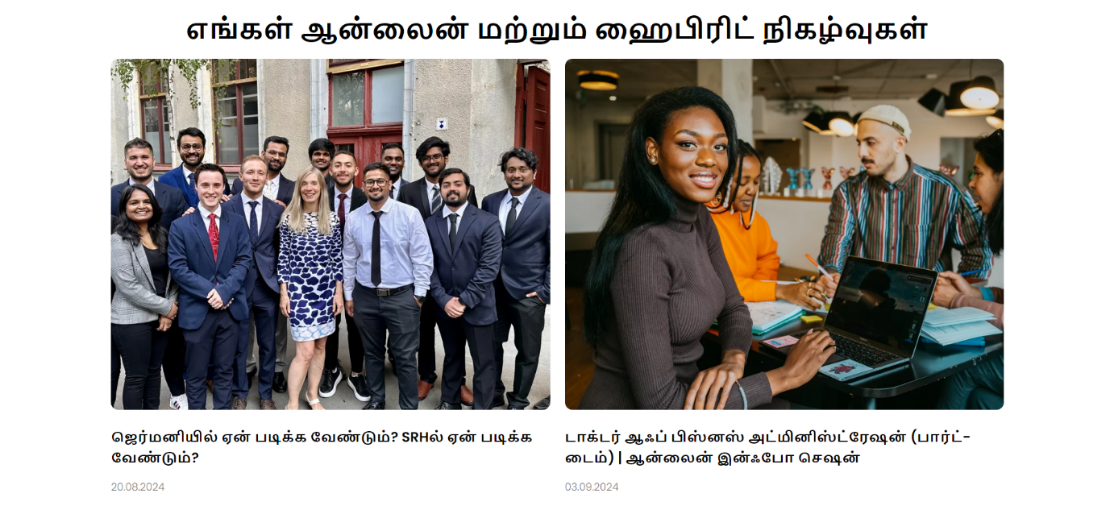 எங்கள் ஆன்லைன் மற்றும் ஹைபிரிட் நிகழ்வுகள்
ஜெர்மனியில் ஏன் படிக்க வேண்டும்? SRHல் ஏன் படிக்க
வேண்டும்?
20.08.2024
டாக்டர் ஆஃப் பிஸ்னஸ் அட்மினிஸ்ட்ரேஷன் (பார்ட்-
டைம்) | ஆன்லைன் இன்ஃபோ செஷன்
03.09.2024